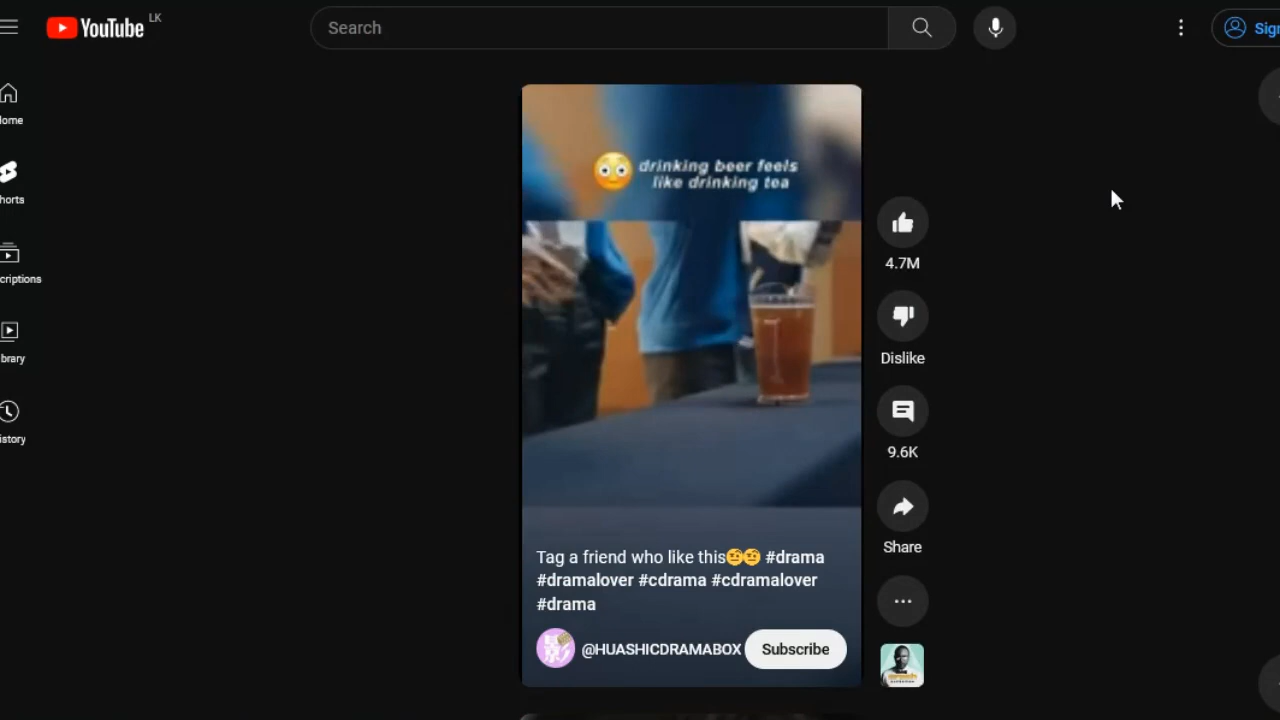 YouTube LK
Search
Sign
ome
horts
criptions
brary
istory
drinking beer feels
like drinking tea
4.7M
Dislike
9.6K
Share
Tag a friend who like this🤨🤨 #drama
#dramalover #cdrama #cdramalover
#drama
@HUASHICDRAMABOX
Subscribe